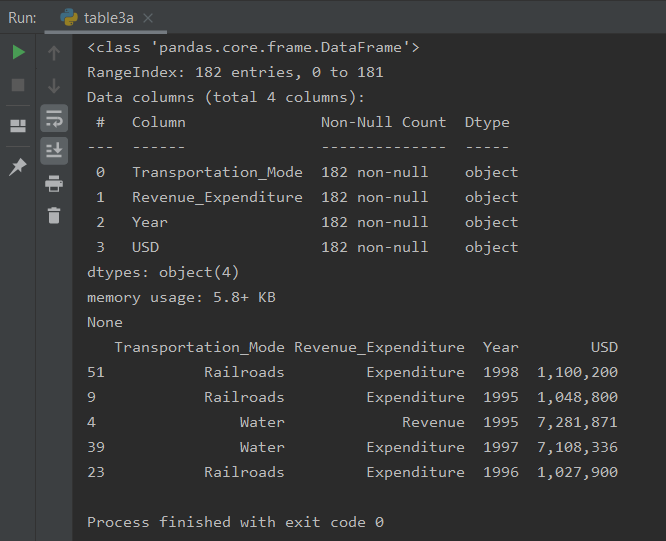 Run: table3a
<class 'pandas.core.frame.DataFrame'>
RangeIndex: 182 entries, 0 to 181
Data columns (total 4 columns):
 #   Column               Non-Null Count  Dtype
---  ------               --------------  -----
 0   Transportation_Mode  182 non-null    object
 1   Revenue_Expenditure  182 non-null    object
 2   Year                 182 non-null    object
 3   USD                  182 non-null    object
dtypes: object(4)
memory usage: 5.8+ KB
None
   Transportation_Mode Revenue_Expenditure  Year        USD
51           Railroads         Expenditure  1998  1,100,200
9            Railroads         Expenditure  1995  1,048,800
4                Water             Revenue  1995  7,281,871
39               Water         Expenditure  1997  7,108,336
23           Railroads         Expenditure  1996  1,027,900
Process finished with exit code 0